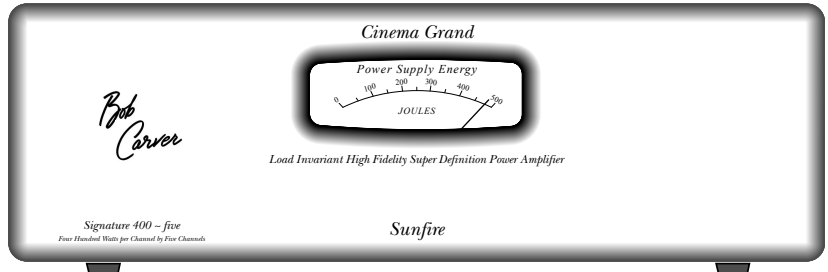 Cinema Grand
Power Supply Energy
0 100 200 300 400 500
JOULES
Bob
Carver
Load Invariant High Fidelity Super Definition Power Amplifier
Signature 400 – five
Sunfire
Four Hundred Watts per Channel by Five Channels